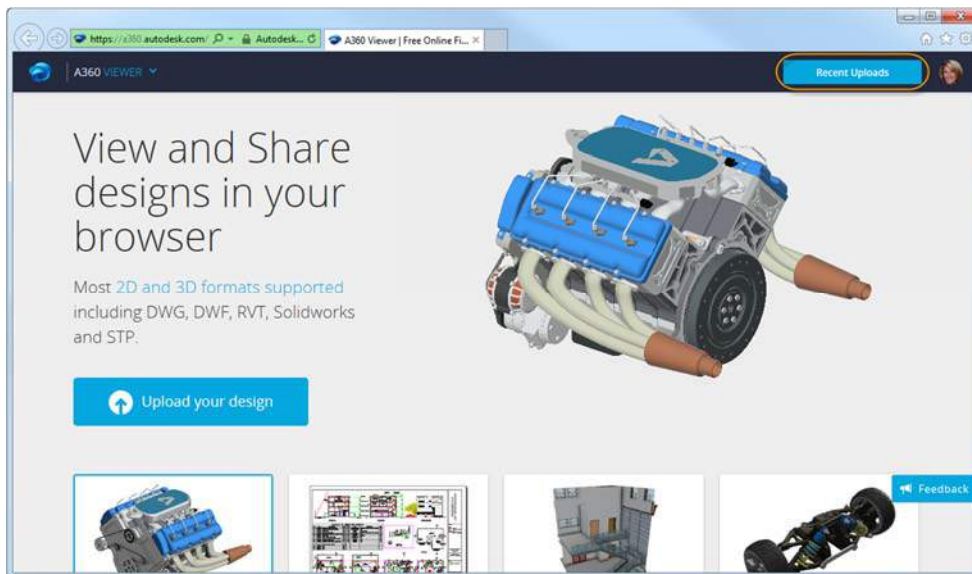 https://a360.autodesk.com/
Autodesk...
A360 Viewer | Free Online Fi...
A360 VIEWER
Recent Uploads
View and Share
designs in your
browser
Most 2D and 3D formats supported
including DWG, DWF, RVT, Solidworks
and STP.
Upload your design
Feedback